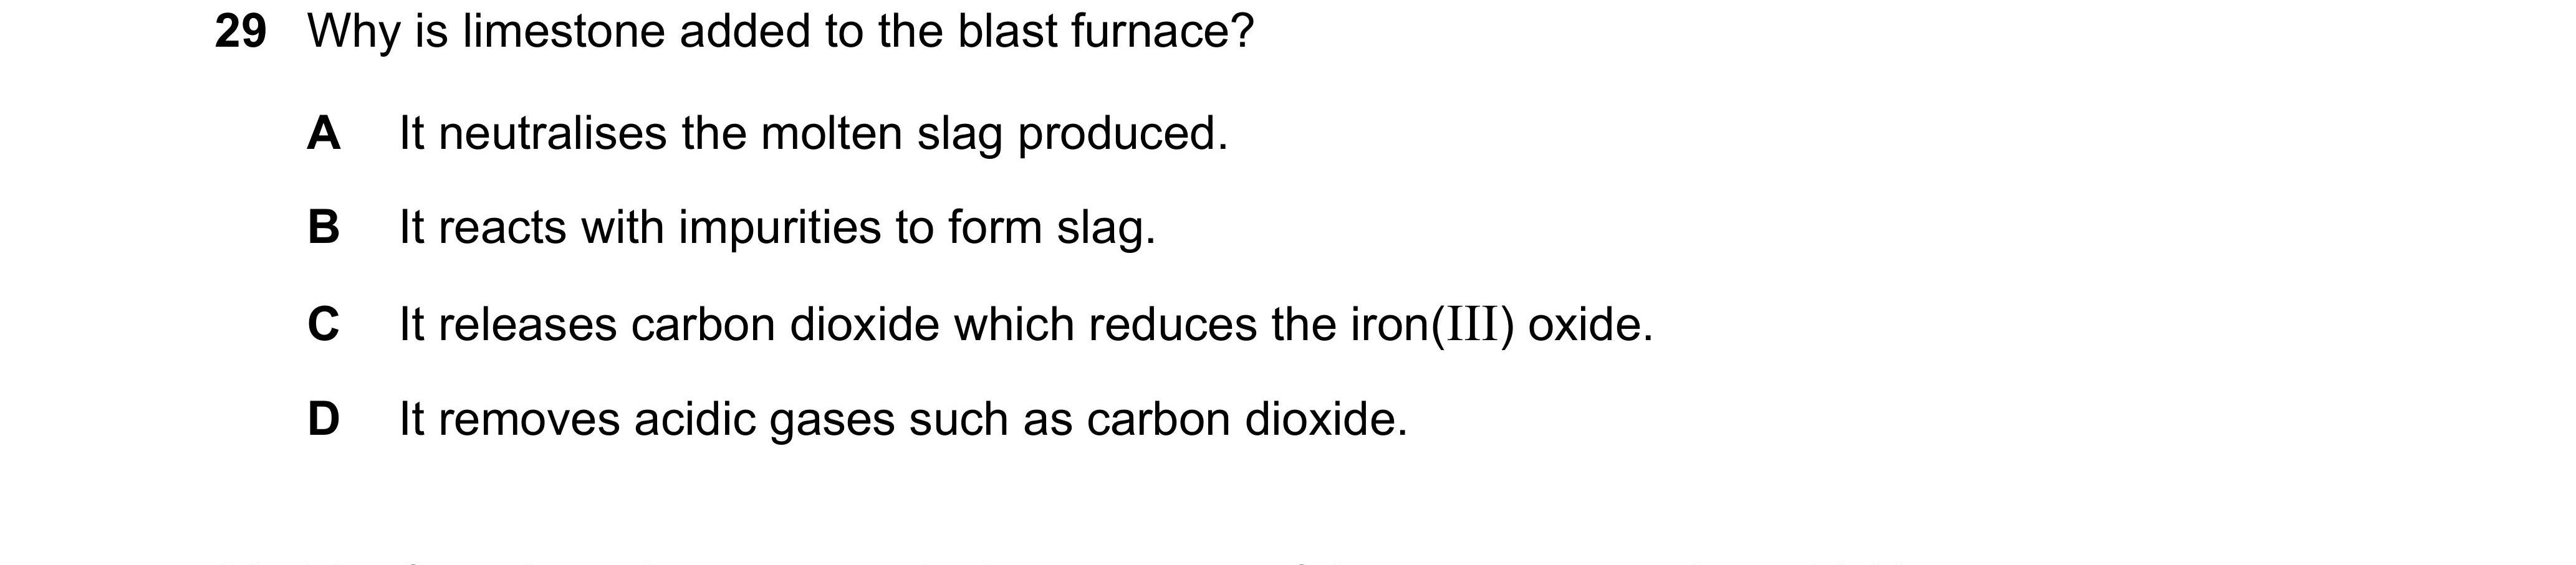 29 Why is limestone added to the blast furnace?
A It neutralises the molten slag produced.
B It reacts with impurities to form slag.
C It releases carbon dioxide which reduces the iron(III) oxide.
D It removes acidic gases such as carbon dioxide.